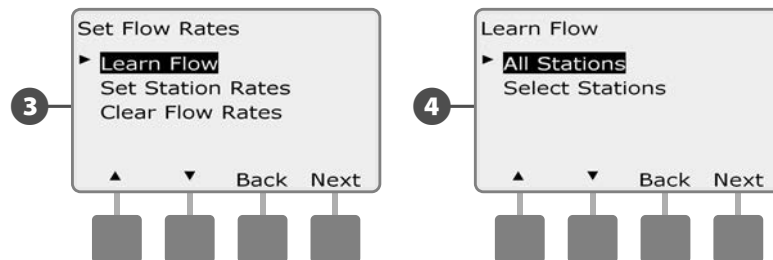 Set Flow Rates
► Learn Flow
Set Station Rates
Clear Flow Rates
3
▲ ▼ Back Next
Learn Flow
► All Stations
Select Stations
4
▲ ▼ Back Next